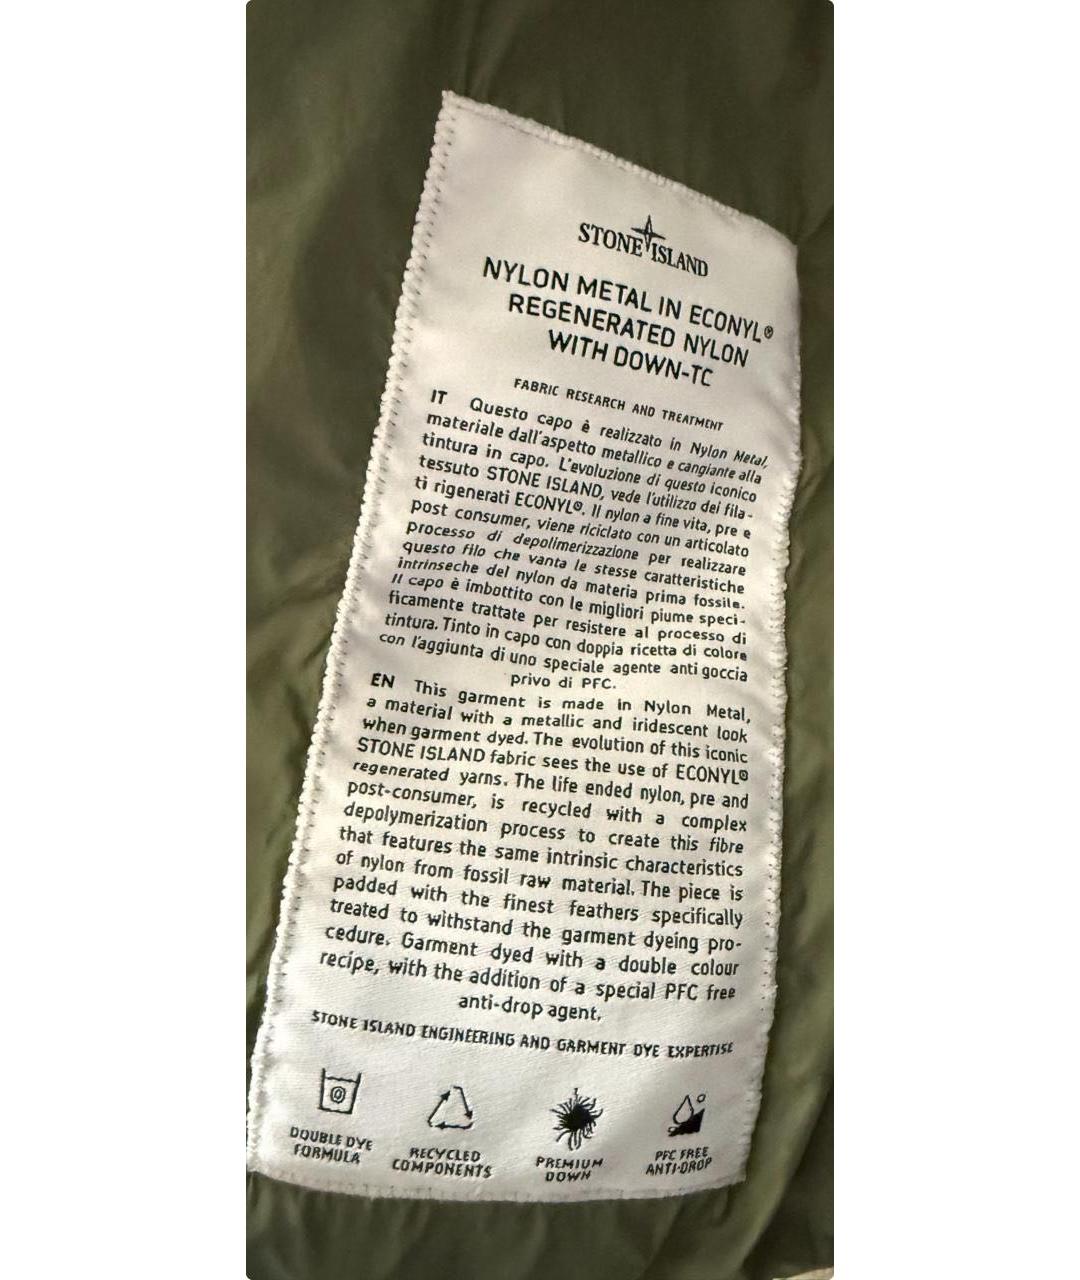 STONE ISLAND
NYLON METAL IN ECONYL®
REGENERATED NYLON
WITH DOWN-TC
FABRIC RESEARCH AND TREATMENT
IT Questo capo è realizzato in Nylon Metal,
materiale dall'aspetto metallico e cangiante alla
tintura in capo. L'evoluzione di questo iconico
tessuto STONE ISLAND, vede l'utilizzo dei fila-
ti rigenerati ECONYL®. Il nylon a fine vita, pre e
post consumer, viene riciclato con un articolato
processo di depolimerizzazione per realizzare
questo filo che vanta le stesse caratteristiche
intrinseche del nylon da materia prima fossile.
Il capo è imbottito con le migliori piume speci-
ficamente trattate per resistere al processo di
tintura. Tinto in capo con doppia ricetta di colore
con l'aggiunta di uno speciale agente anti goccia
privo di PFC.
EN This garment is made in Nylon Metal,
a material with a metallic and iridescent look
when garment dyed. The evolution of this iconic
STONE ISLAND fabric sees the use of ECONYL®
regenerated yarns. The life ended nylon, pre and
post-consumer, is recycled with a complex
depolymerization process to create this fibre
that features the same intrinsic characteristics
of nylon from fossil raw material. The piece is
padded with the finest feathers specifically
treated to withstand the garment dyeing pro-
cedure. Garment dyed with a double colour
recipe, with the addition of a special PFC free
anti-drop agent.
STONE ISLAND ENGINEERING AND GARMENT DYE EXPERTISE
DOUBLE DYE
FORMULA
RECYCLED
COMPONENTS
PREMIUM
DOWN
PFC FREE
ANTI-DROP